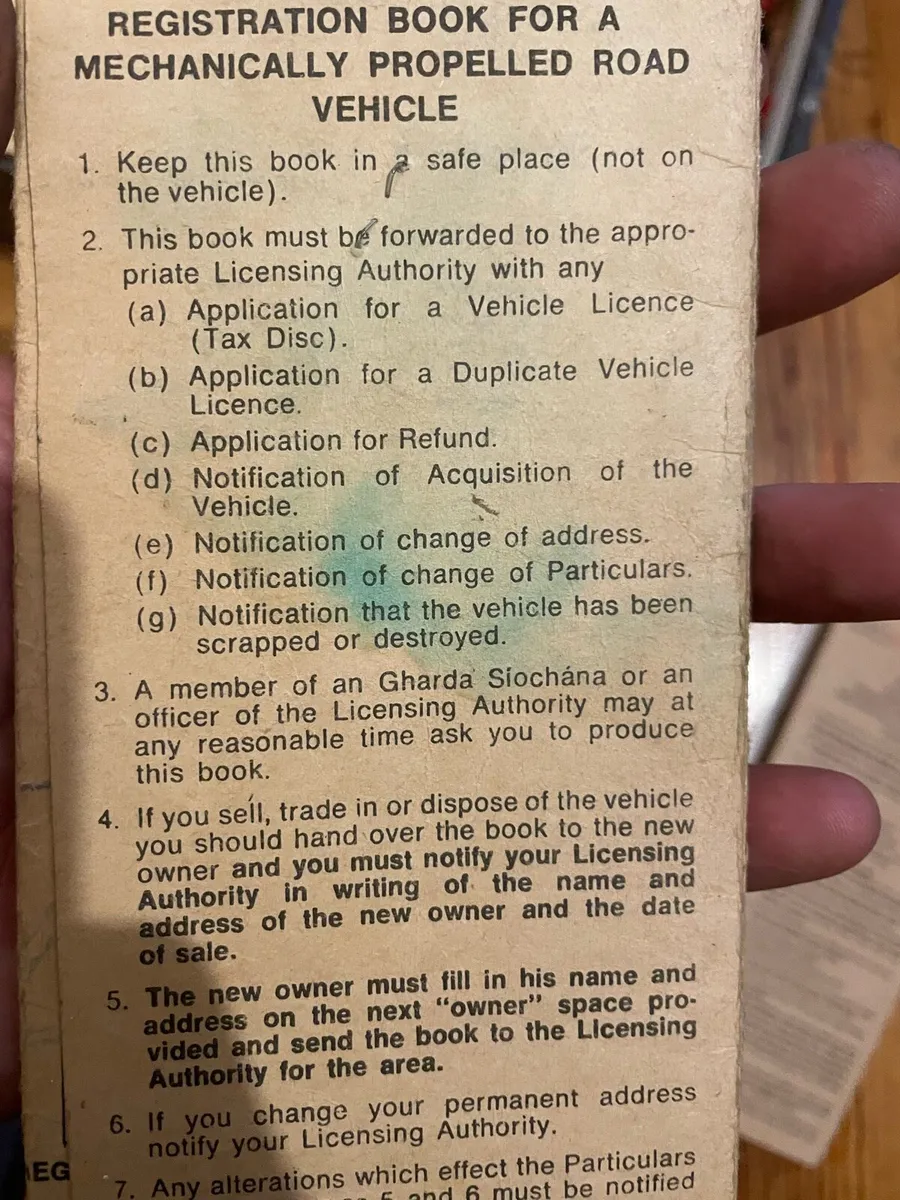 REGISTRATION BOOK FOR A
MECHANICALLY PROPELLED ROAD
VEHICLE
1. Keep this book in a safe place (not on
the vehicle).
2. This book must be forwarded to the appro-
priate Licensing Authority with any
(a) Application for a Vehicle Licence
(Tax Disc).
(b) Application for a Duplicate Vehicle
Licence.
(c) Application for Refund.
(d) Notification of Acquisition of the
Vehicle.
(e) Notification of change of address.
(f) Notification of change of Particulars.
(g) Notification that the vehicle has been
scrapped or destroyed.
3. A member of an Gharda Síochána or an
officer of the Licensing Authority may at
any reasonable time ask you to produce
this book.
4. If you sell, trade in or dispose of the vehicle
you should hand over the book to the new
owner and you must notify your Licensing
Authority in writing of the name and
address of the new owner and the date
of sale.
5. The new owner must fill in his name and
address on the next "owner" space pro-
vided and send the book to the Licensing
Authority for the area.
6. If you change your permanent address
notify your Licensing Authority.
7. Any alterations which effect the Particulars
5 and 6 must be notified
EG